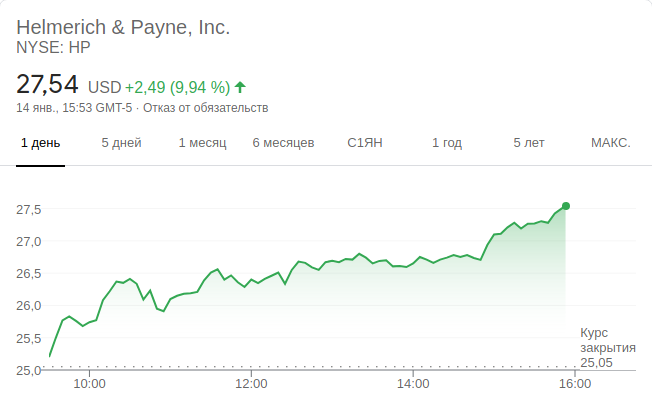 Helmerich & Payne, Inc.
NYSE: HP
27,54 USD +2,49 (9,94 %)
14 янв., 15:53 GMT-5 · Отказ от обязательств
1 день 5 дней 1 месяц 6 месяцев С1ЯН 1 год 5 лет МАКС.
27,5
27,0
26,5
26,0
25,5
25,0
Курс
закрытия
25,05
10:00 12:00 14:00 16:00